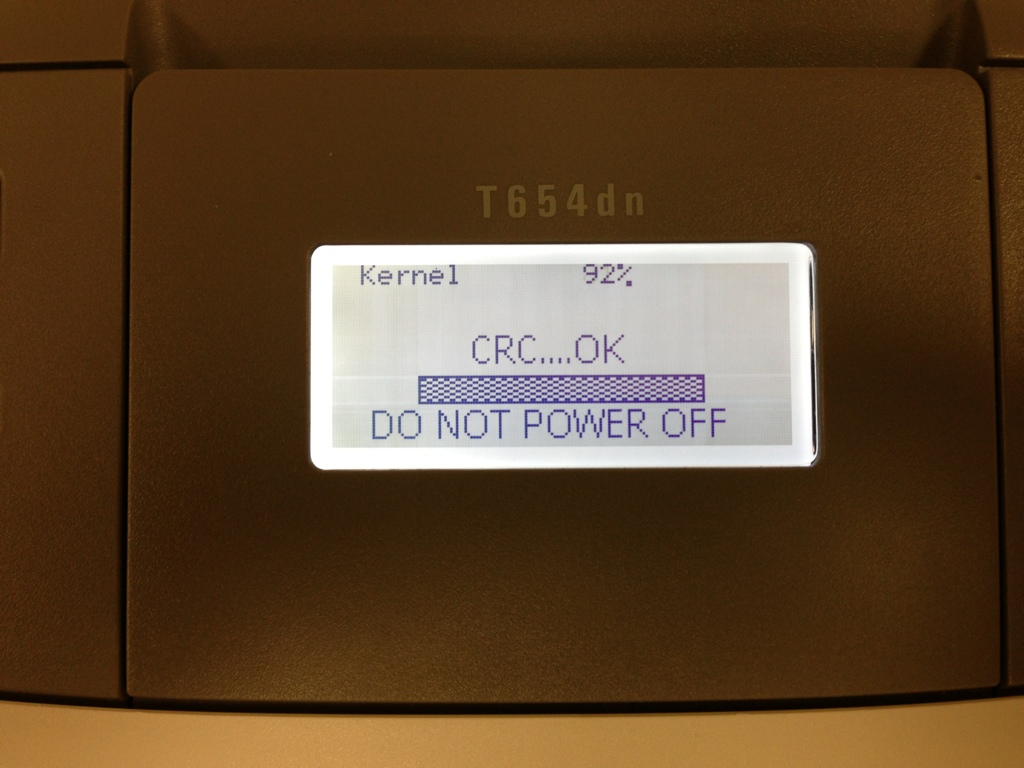 T654dn
Kernel 92%
CRC....OK
DO NOT POWER OFF